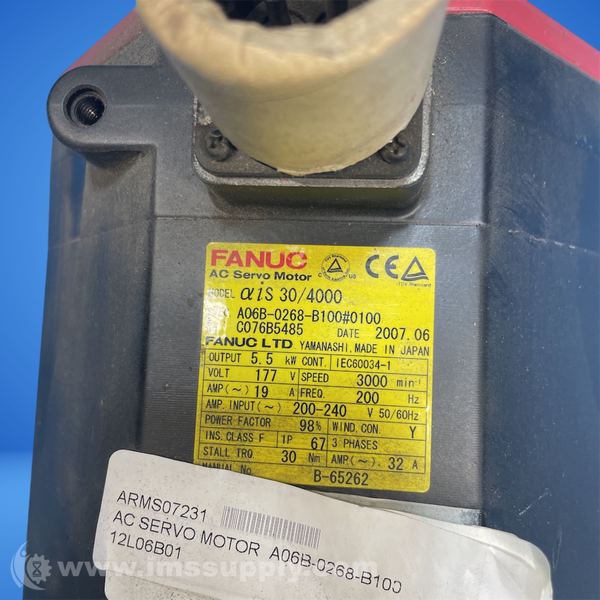 FANUC
AC Servo Motor
MODEL αiS 30/4000
A06B-0268-B100#0100
C076B5485 DATE 2007.06
FANUC LTD YAMANASHI, MADE IN JAPAN
OUTPUT 5.5 kW CONT. IEC60034-1
VOLT 177 V SPEED 3000 min⁻¹
AMP(~) 19 A FREQ. 200 Hz
AMP. INPUT(~) 200-240 V 50/60Hz
POWER FACTOR 98% WIND. CON. Y
INS. CLASS F IP 67 3 PHASES
STALL TRQ. 30 Nm AMP(~). 32 A
MANUAL No. B-65262
ARMS07231
AC SERVO MOTOR A06B-0268-B100
12L06B01
© www.imssupply.com